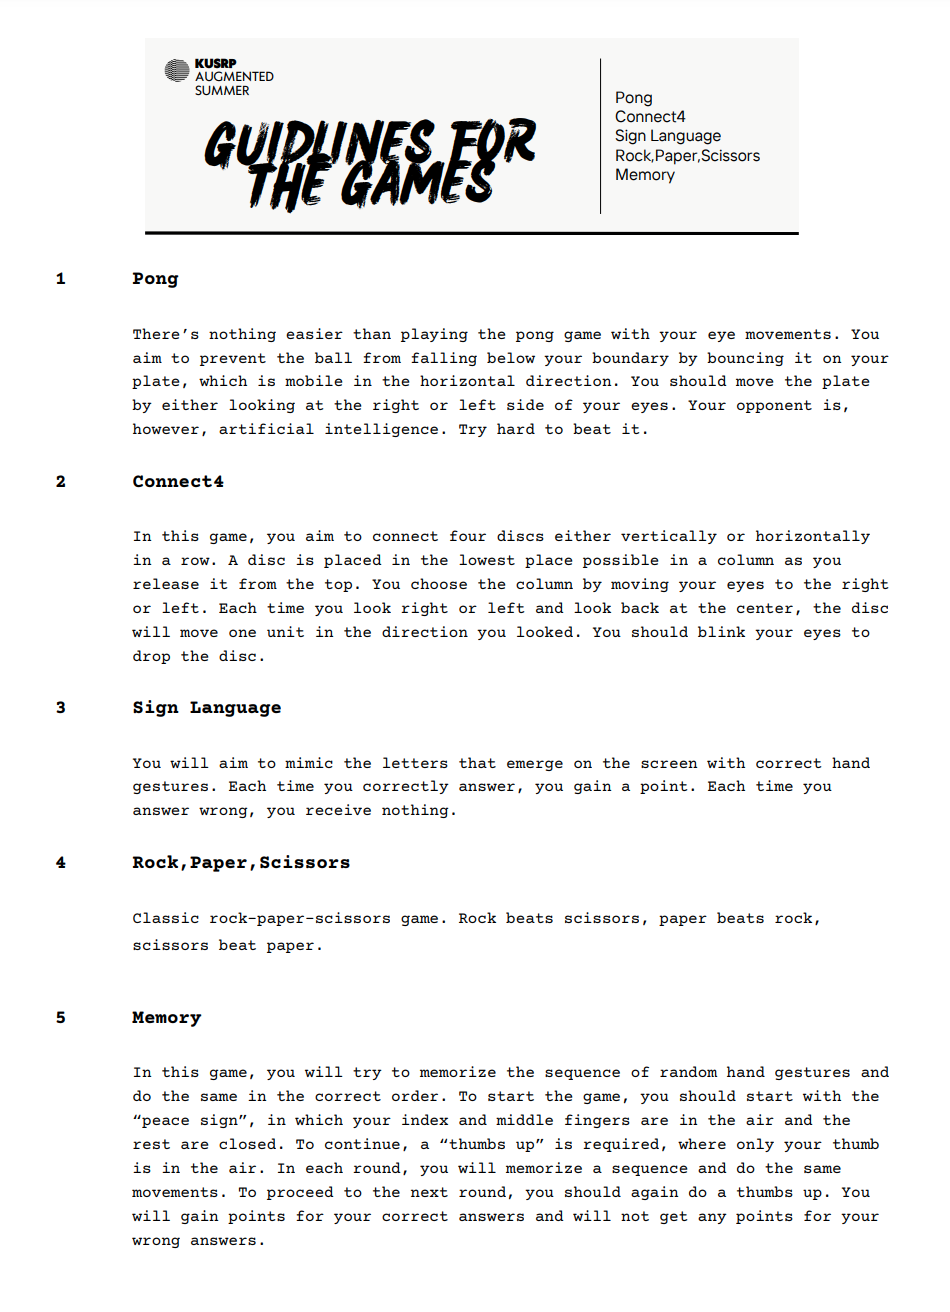 KUSRP
AUGMENTED
SUMMER
GUIDLINES FOR
THE GAMES
Pong
Connect4
Sign Language
Rock,Paper,Scissors
Memory
1 Pong
There’s nothing easier than playing the pong game with your eye movements. You
aim to prevent the ball from falling below your boundary by bouncing it on your
plate, which is mobile in the horizontal direction. You should move the plate
by either looking at the right or left side of your eyes. Your opponent is,
however, artificial intelligence. Try hard to beat it.
2 Connect4
In this game, you aim to connect four discs either vertically or horizontally
in a row. A disc is placed in the lowest place possible in a column as you
release it from the top. You choose the column by moving your eyes to the right
or left. Each time you look right or left and look back at the center, the disc
will move one unit in the direction you looked. You should blink your eyes to
drop the disc.
3 Sign Language
You will aim to mimic the letters that emerge on the screen with correct hand
gestures. Each time you correctly answer, you gain a point. Each time you
answer wrong, you receive nothing.
4 Rock,Paper,Scissors
Classic rock-paper-scissors game. Rock beats scissors, paper beats rock,
scissors beat paper.
5 Memory
In this game, you will try to memorize the sequence of random hand gestures and
do the same in the correct order. To start the game, you should start with the
“peace sign”, in which your index and middle fingers are in the air and the
rest are closed. To continue, a “thumbs up” is required, where only your thumb
is in the air. In each round, you will memorize a sequence and do the same
movements. To proceed to the next round, you should again do a thumbs up. You
will gain points for your correct answers and will not get any points for your
wrong answers.